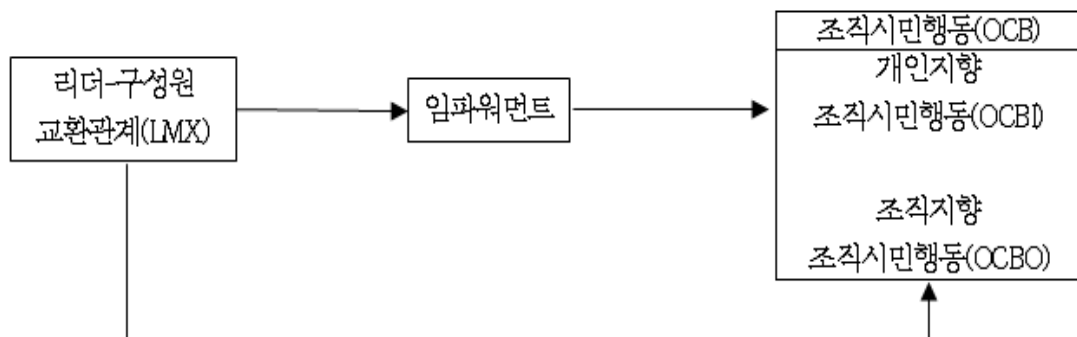 리더-구성원
교환관계(LMX)
임파워먼트
조직시민행동(OCB)
개인지향
조직시민행동(OCBI)
조직지향
조직시민행동(OCBO)